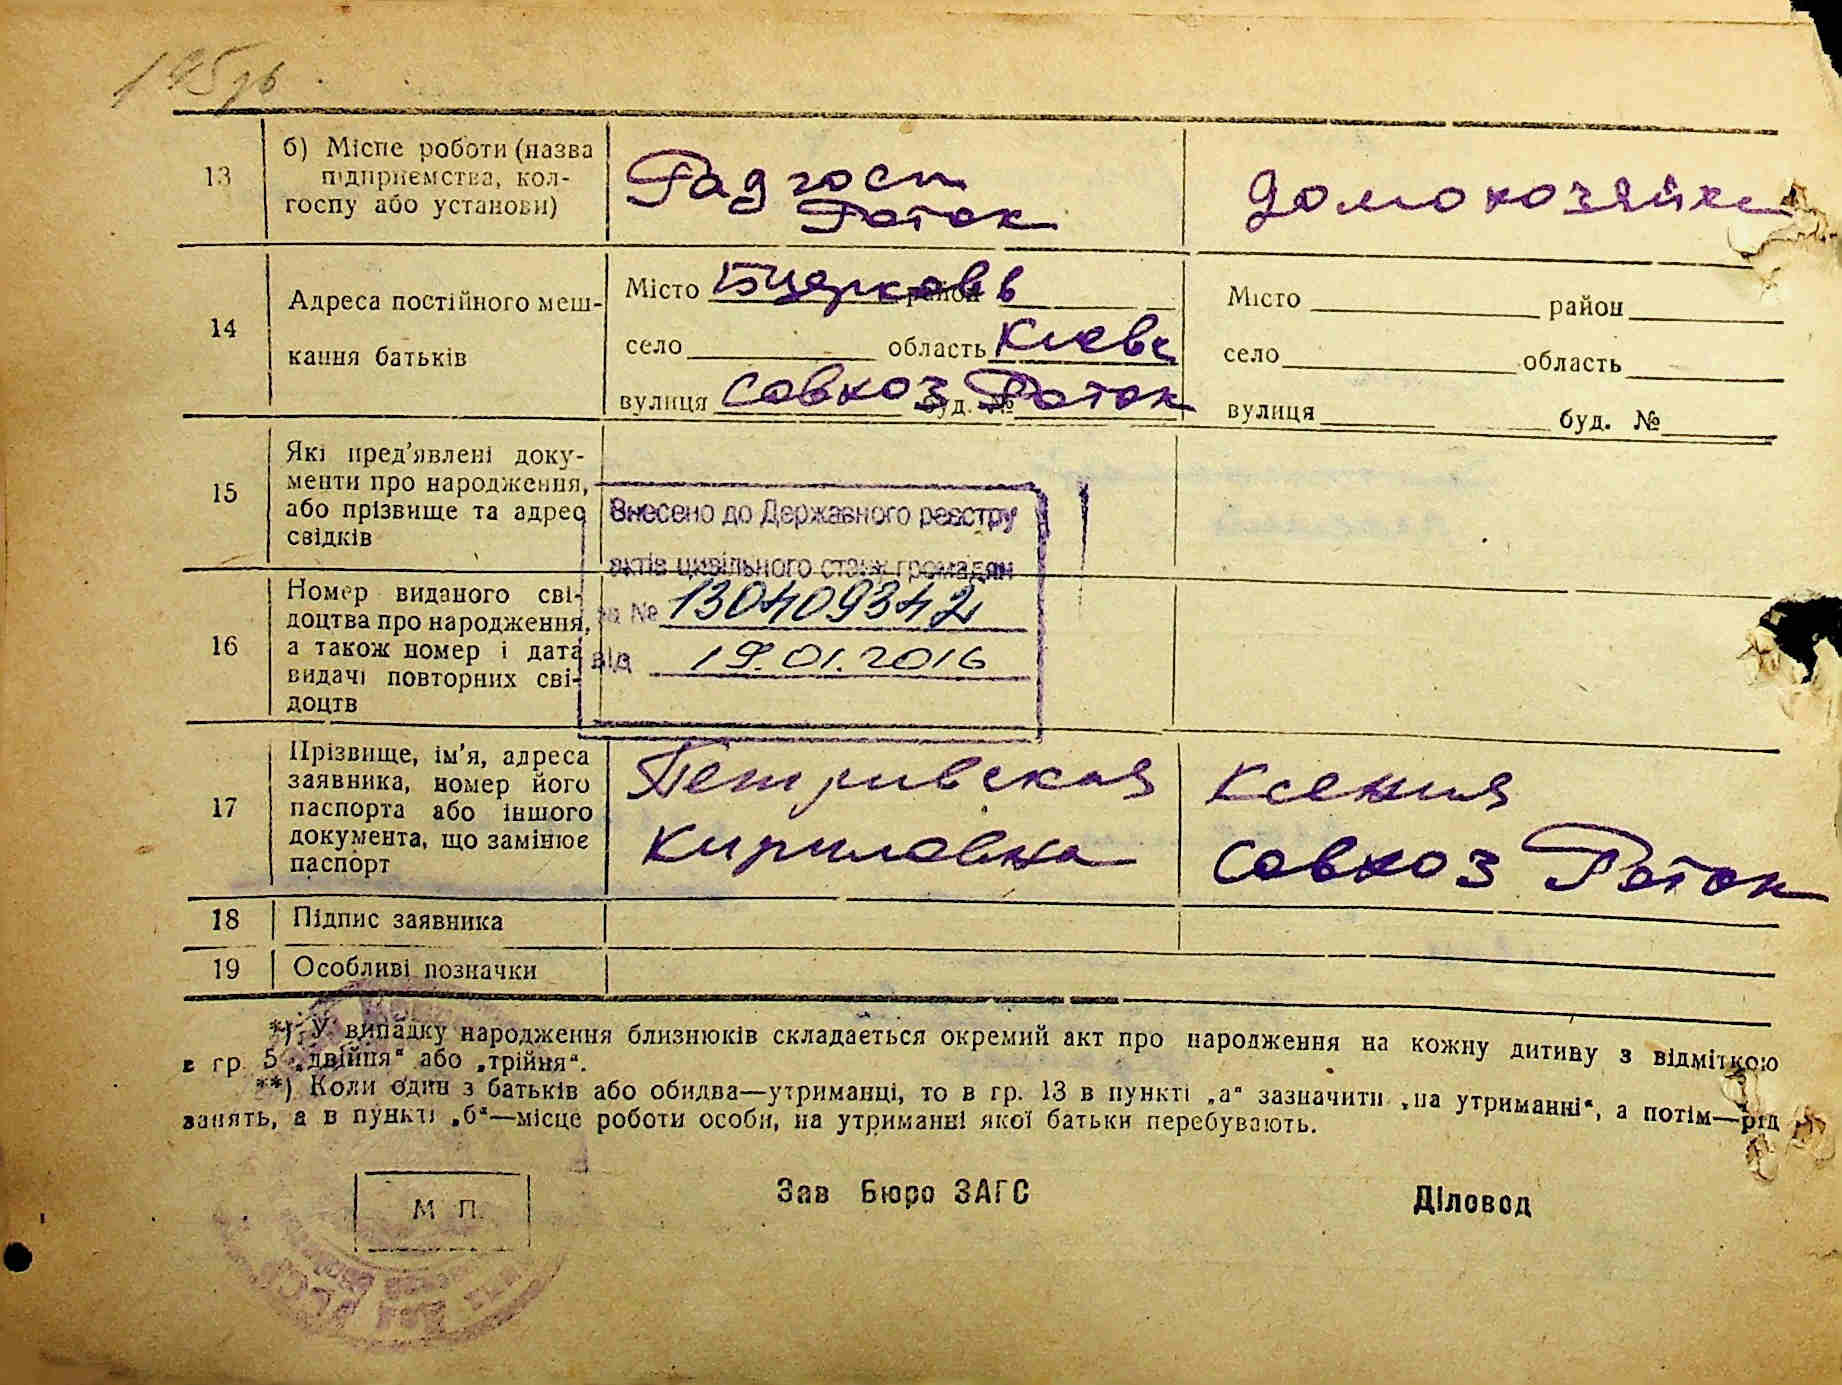 195 зв
13
б) Місце роботи (назва
підприємства, кол-
госпу або установи)
Радгосп
Роток
домохозяйка
14
Адреса постійного меш-
кання батьків
Місто Бцерковв район
село область Киевс
вулиця совхоз буд. № Роток
Місто район
село область
вулиця буд. №
15
Які пред'явлені доку-
менти про народження,
або прізвище та адрес
свідків
Внесено до Державного реєстру
актів цивільного стану громадян
за № 130409342
від 19.01.2016
16
Номер виданого сві-
доцтва про народження,
а також номер і дата
видачі повторних сві-
доцтв
17
Прізвище, ім'я, адреса
заявника, номер його
паспорта або іншого
документа, що замінює
паспорт
Петривская Ксения
Кириловна совхоз Роток
18
Підпис заявника
19
Особливі позначки
*) У випадку народження близнюків складається окремий акт про народження на кожну дитину з відміткою
в гр. 5 „двійня" або „трійня".
**) Коли один з батьків або обидва—утриманці, то в гр. 13 в пункті „а" зазначити „на утриманні", а потім—рід
занять, а в пункті „б"—місце роботи особи, на утриманні якої батьки перебувають.
М П.
Зав Бюро ЗАГС
Діловод